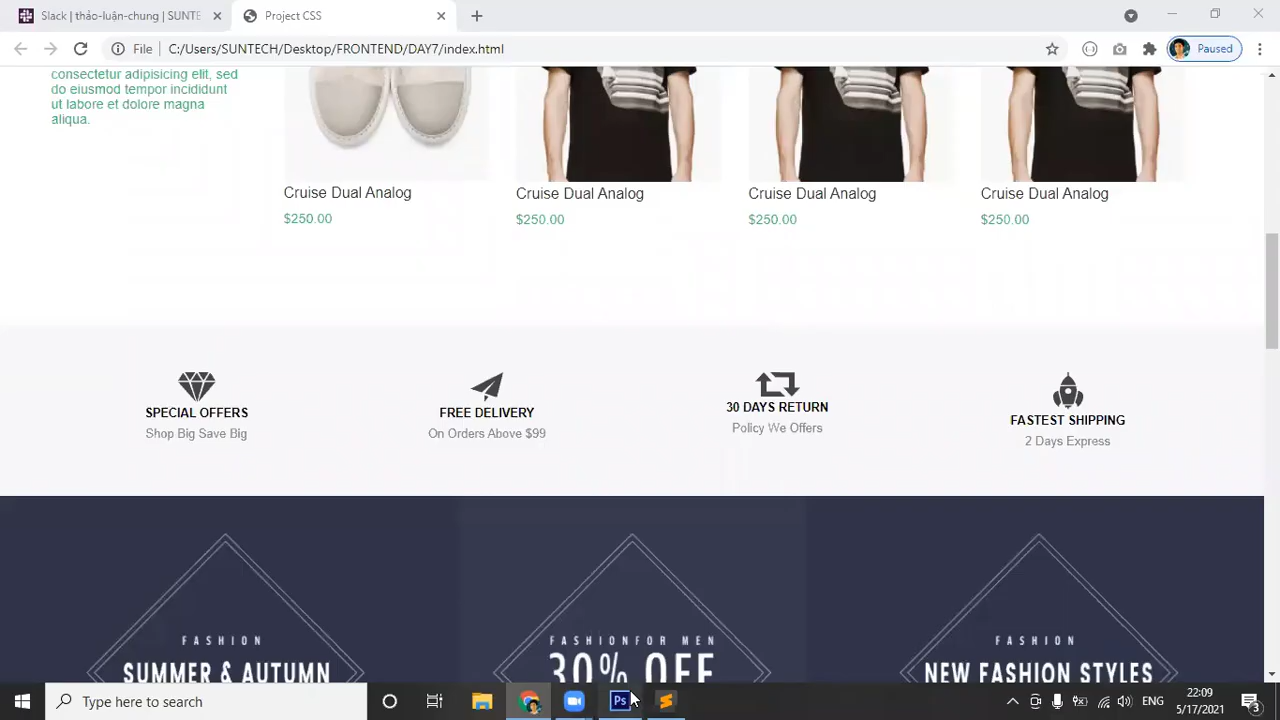 Slack | thảo-luận-chung | SUNTE
Project CSS
File
C:/Users/SUNTECH/Desktop/FRONTEND/DAY7/index.html
Paused
consectetur adipisicing elit, sed
do eiusmod tempor incididunt
ut labore et dolore magna
aliqua.
Cruise Dual Analog
Cruise Dual Analog
Cruise Dual Analog
Cruise Dual Analog
$250.00
$250.00
$250.00
$250.00
SPECIAL OFFERS
Shop Big Save Big
FREE DELIVERY
On Orders Above $99
30 DAYS RETURN
Policy We Offers
FASTEST SHIPPING
2 Days Express
FASHION
SUMMER & AUTUMN
FASHIONFOR MEN
30% OFF
FASHION
NEW FASHION STYLES
Type here to search
Ps
ENG
22:09
5/17/2021
3